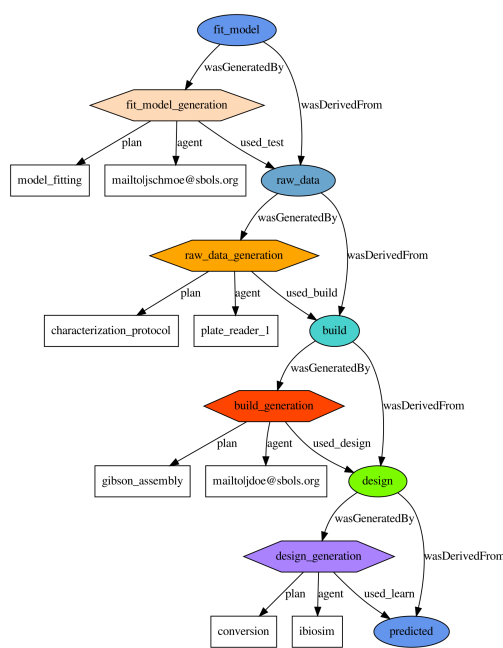 fit_model
wasGeneratedBy
wasDerivedFrom
fit_model_generation
plan
agent
used_test
model_fitting
mailto|jschmoe@sbols.org
raw_data
wasGeneratedBy
wasDerivedFrom
raw_data_generation
plan
agent
used_build
characterization_protocol
plate_reader_1
build
wasGeneratedBy
wasDerivedFrom
build_generation
plan
agent
used_design
gibson_assembly
mailto|jdoe@sbols.org
design
wasGeneratedBy
wasDerivedFrom
design_generation
plan
agent
used_learn
conversion
ibiosim
predicted